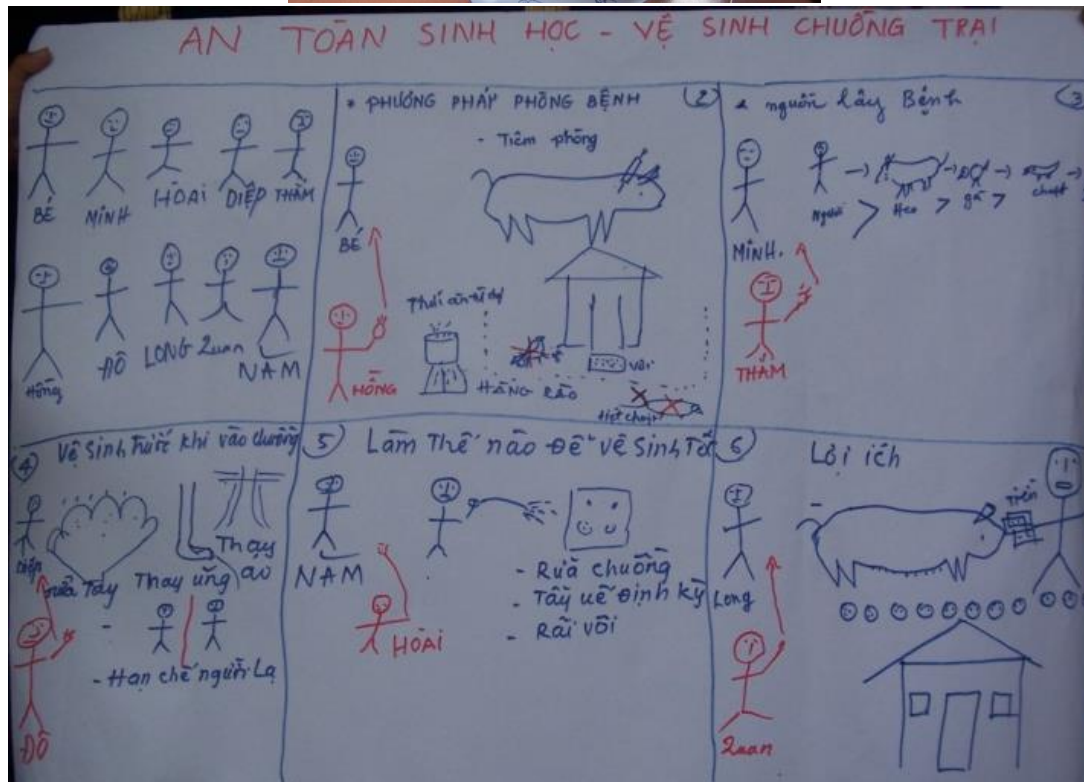 AN TOÀN SINH HỌC - VỆ SINH CHUỒNG TRẠI
BÉ MINH HOÀI DIỆP THẮM
Hồng ĐÔ LONG Quan NAM
* PHƯƠNG PHÁP PHÒNG BỆNH 2
- Tiêm phòng
BÉ
HỒNG
HÀNG RÀO
VÔI
* nguồn lây Bệnh 3
MINH.
Người > Heo > gà > chuột
THẮM
4 Vệ Sinh trước khi vào chuồng
Diệp
rửa Tay Thay ủng Thay áo
- Hạn chế người Lạ
ĐÔ
5 Làm Thế nào Để vệ Sinh Tốt
NAM
HOÀI
- Rửa chuồng
- Tẩy uế định kỳ
- Rãi vôi
6 Lợi ích
Long
Tiền
Quan